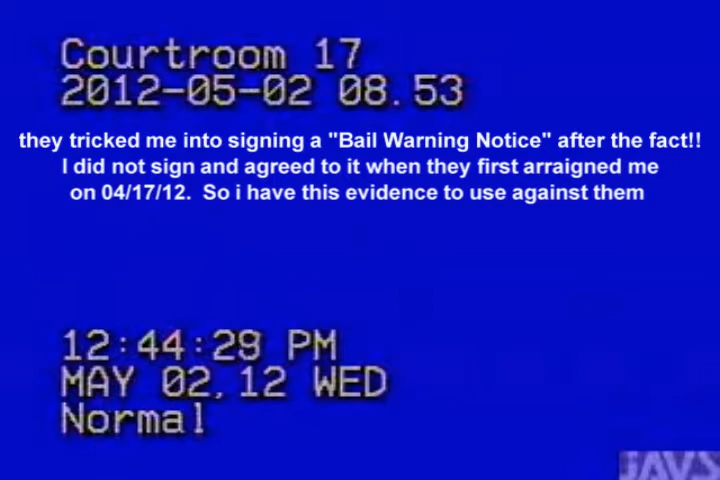 Courtroom 17
2012-05-02 08.53
they tricked me into signing a "Bail Warning Notice" after the fact!!
I did not sign and agreed to it when they first arraigned me
on 04/17/12. So i have this evidence to use against them
12:44:29 PM
MAY 02,12 WED
Normal
JAVS